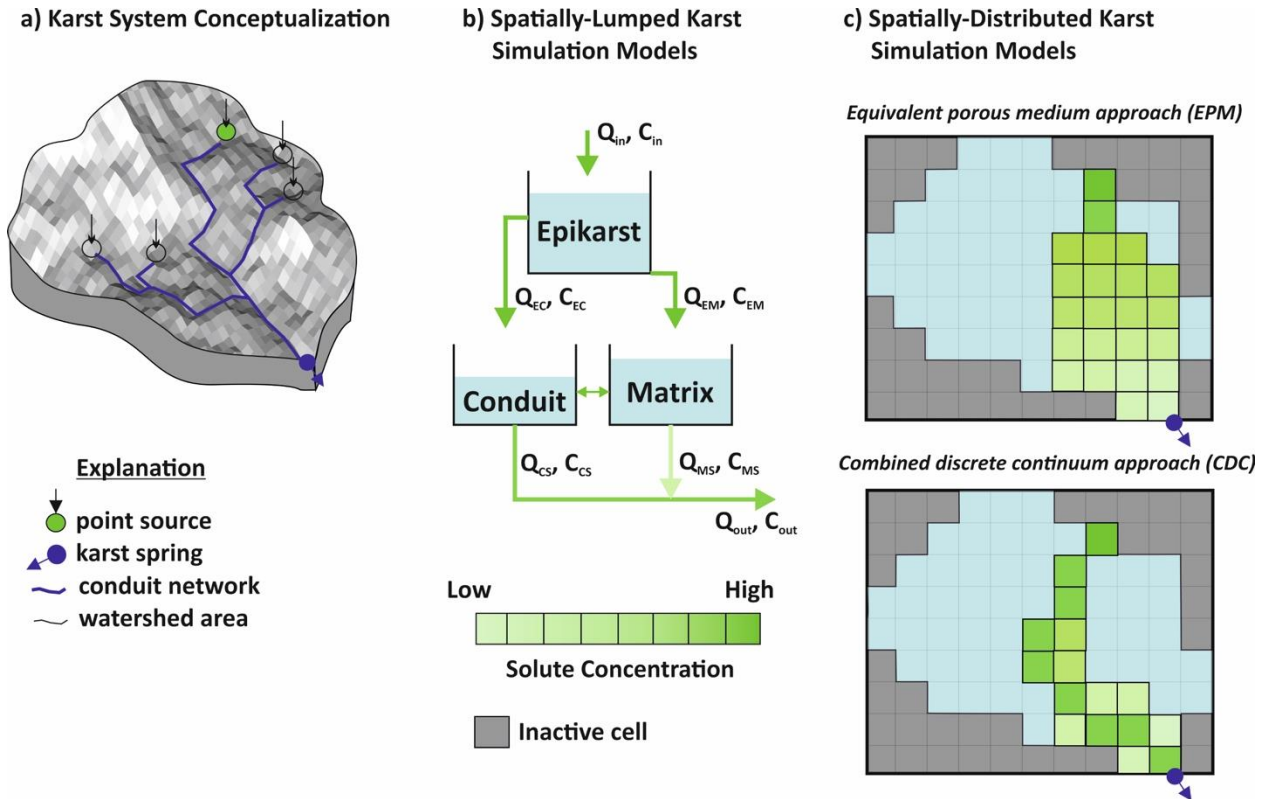 a) Karst System Conceptualization
Explanation
point source
karst spring
conduit network
watershed area
b) Spatially-Lumped Karst
Simulation Models
Qin, Cin
Epikarst
QEC, CEC
QEM, CEM
Conduit
Matrix
QCS, CCS
QMS, CMS
Qout, Cout
Low
High
Solute Concentration
Inactive cell
c) Spatially-Distributed Karst
Simulation Models
Equivalent porous medium approach (EPM)
Combined discrete continuum approach (CDC)